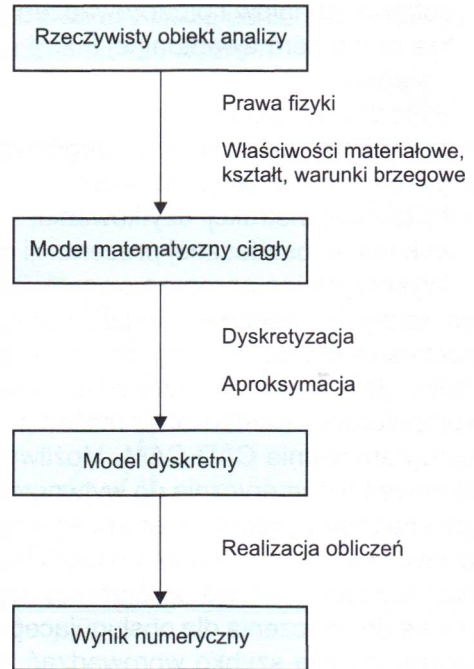 Rzeczywisty obiekt analizy
Prawa fizyki
Właściwości materiałowe,
kształt, warunki brzegowe
Model matematyczny ciągły
Dyskretyzacja
Aproksymacja
Model dyskretny
Realizacja obliczeń
Wynik numeryczny